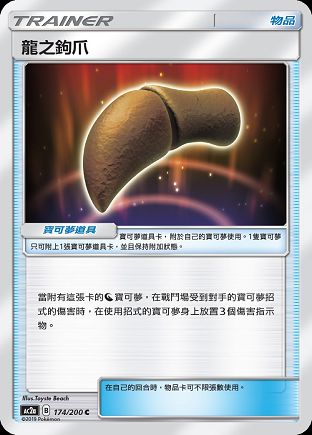 TRAINER 物品
龍之鉤爪
寶可夢道具
寶可夢道具卡，附於自己的寶可夢使用。1隻寶可夢
只可附上1張寶可夢道具卡，並且保持附加狀態。
當附有這張卡的寶可夢，在戰鬥場受到對手的寶可夢招
式的傷害時，在使用招式的寶可夢身上放置3個傷害指示
物。
Illus.Toyste Beach
AC2a B 174/200 C
©2019 Pokémon
在自己的回合時，物品卡可不限張數使用。